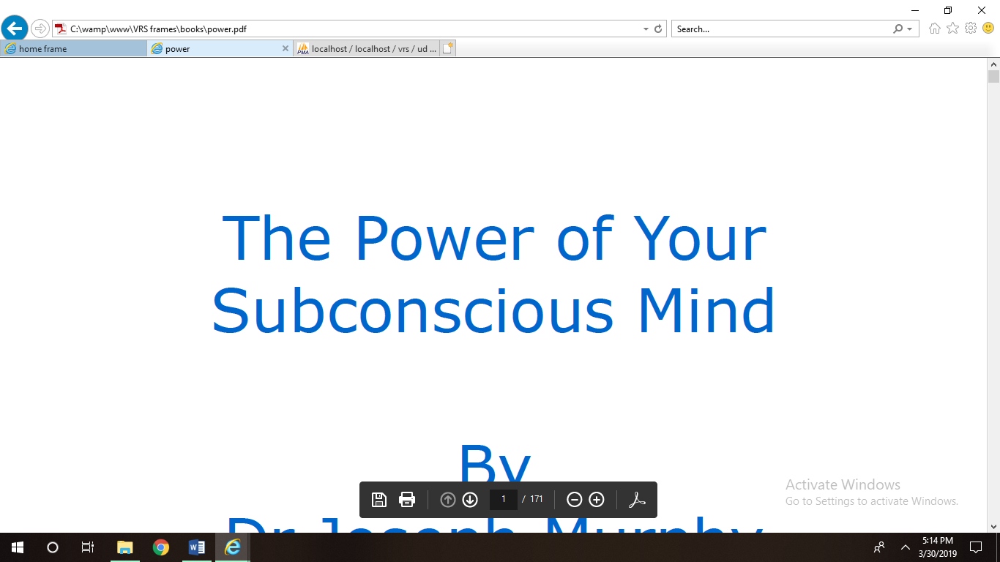 C:\wamp\www\VRS frames\books\power.pdf
Search...
home frame
power
PMA
localhost / localhost / vrs / ud ...
The Power of Your
Subconscious Mind
By
Dr Joseph Murphy
1 / 171
Activate Windows
Go to Settings to activate Windows.
5:14 PM
3/30/2019